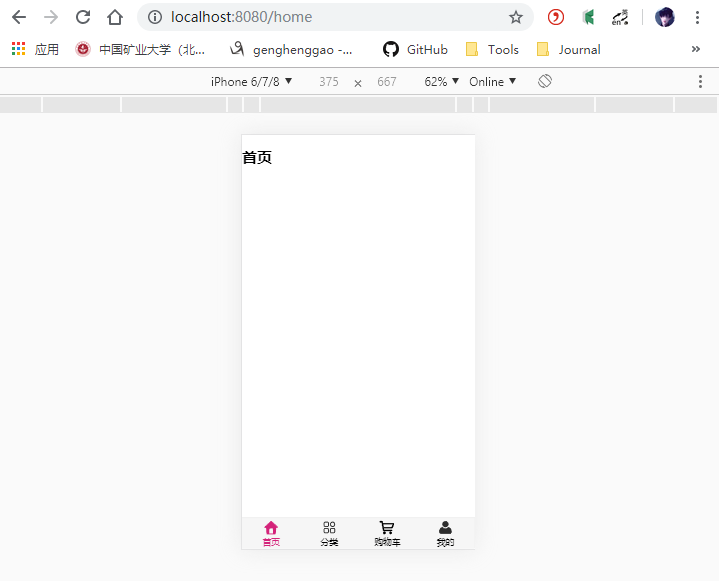 localhost:8080/home
应用 中国矿业大学（北... genghenggao -... GitHub Tools Journal »
iPhone 6/7/8 ▼ 375 × 667 62% ▼ Online ▼
首页
首页 分类 购物车 我的